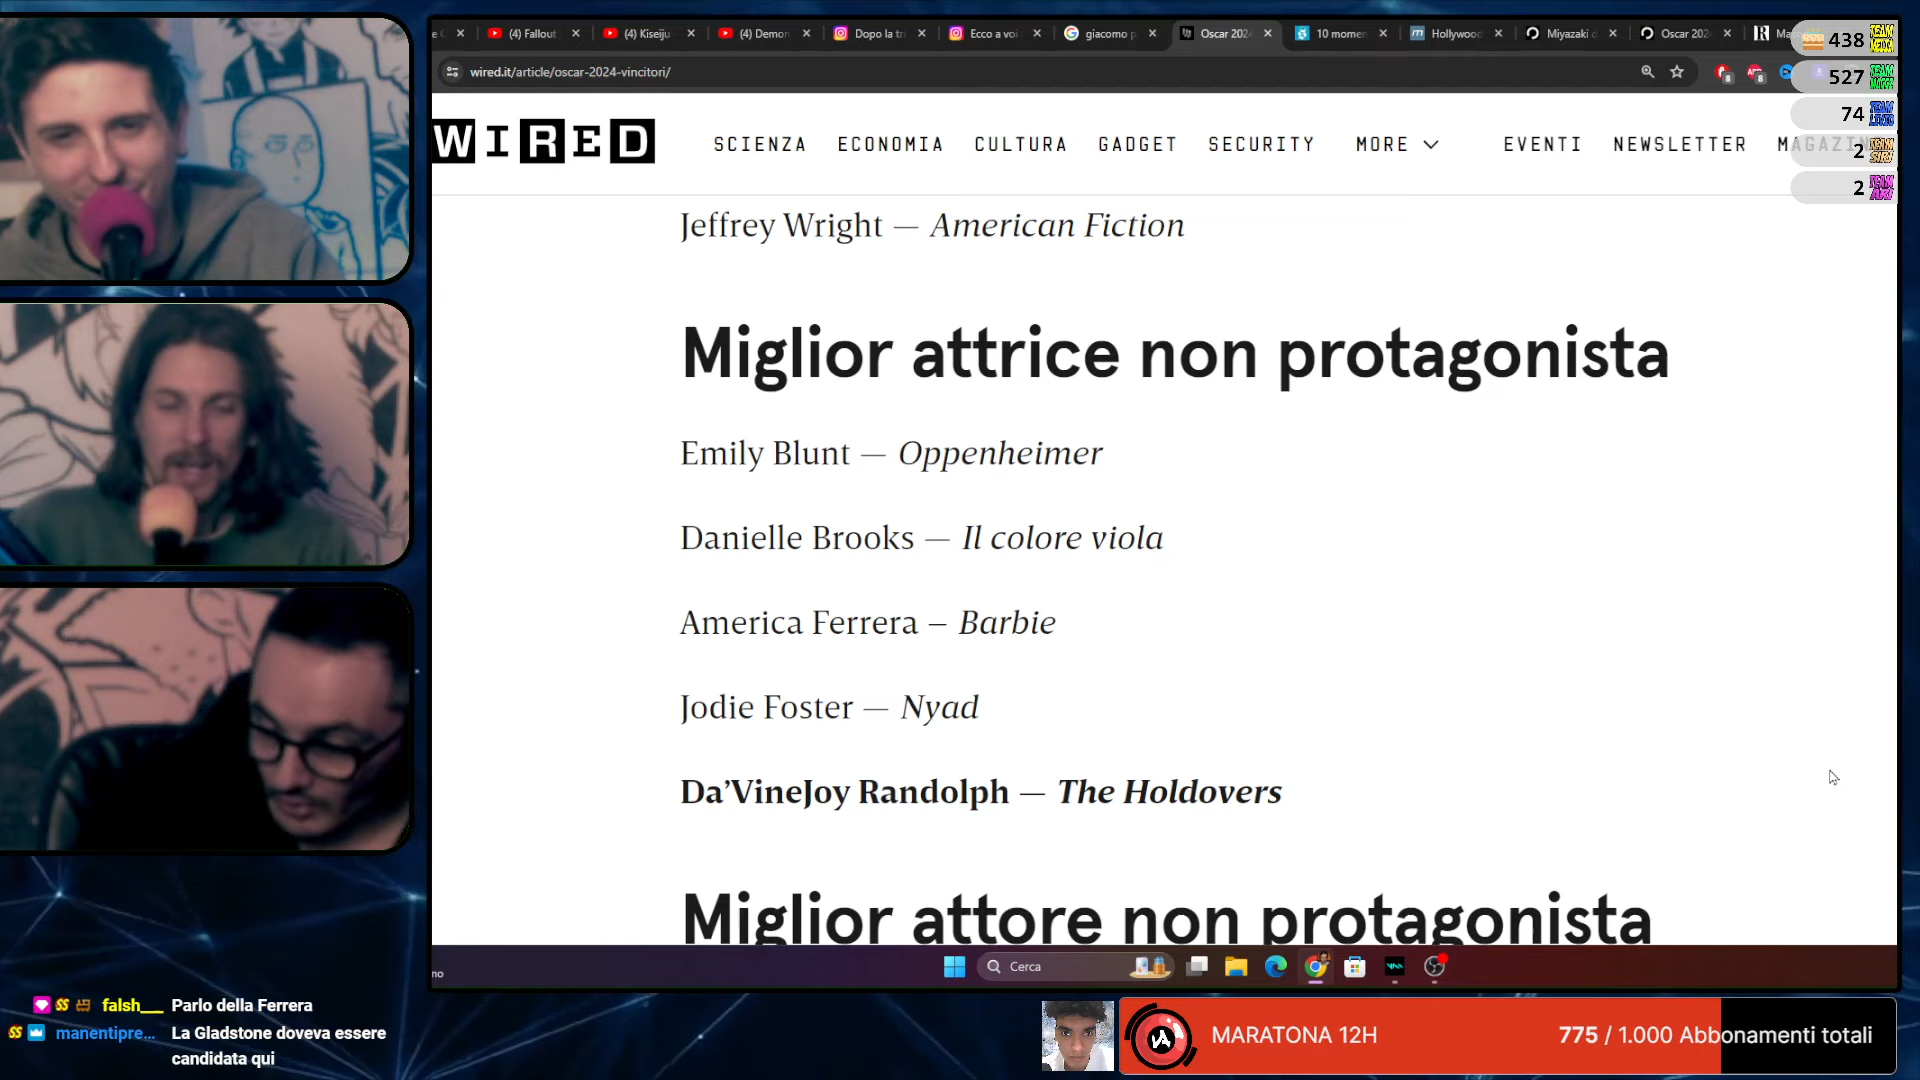 (4) Fallout
(4) Kiseiju
(4) Demon
Dopo la tr
Ecco a voi
giacomo p
Oscar 202
10 momen
Hollywood
Miyazaki
Oscar 202
wired.it/article/oscar-2024-vincitori/
438
527
74
2
2
WIRED
SCIENZA ECONOMIA CULTURA GADGET SECURITY MORE EVENTI NEWSLETTER MAGAZIN
Jeffrey Wright — American Fiction
Miglior attrice non protagonista
Emily Blunt — Oppenheimer
Danielle Brooks — Il colore viola
America Ferrera – Barbie
Jodie Foster — Nyad
Da’VineJoy Randolph — The Holdovers
Miglior attore non protagonista
no
Cerca
falsh___ Parlo della Ferrera
manentipre... La Gladstone doveva essere
candidata qui
MARATONA 12H
775 / 1.000 Abbonamenti totali